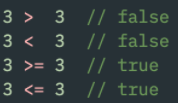 3 >  3  // false
3 <  3  // false
3 >= 3  // true
3 <= 3  // true